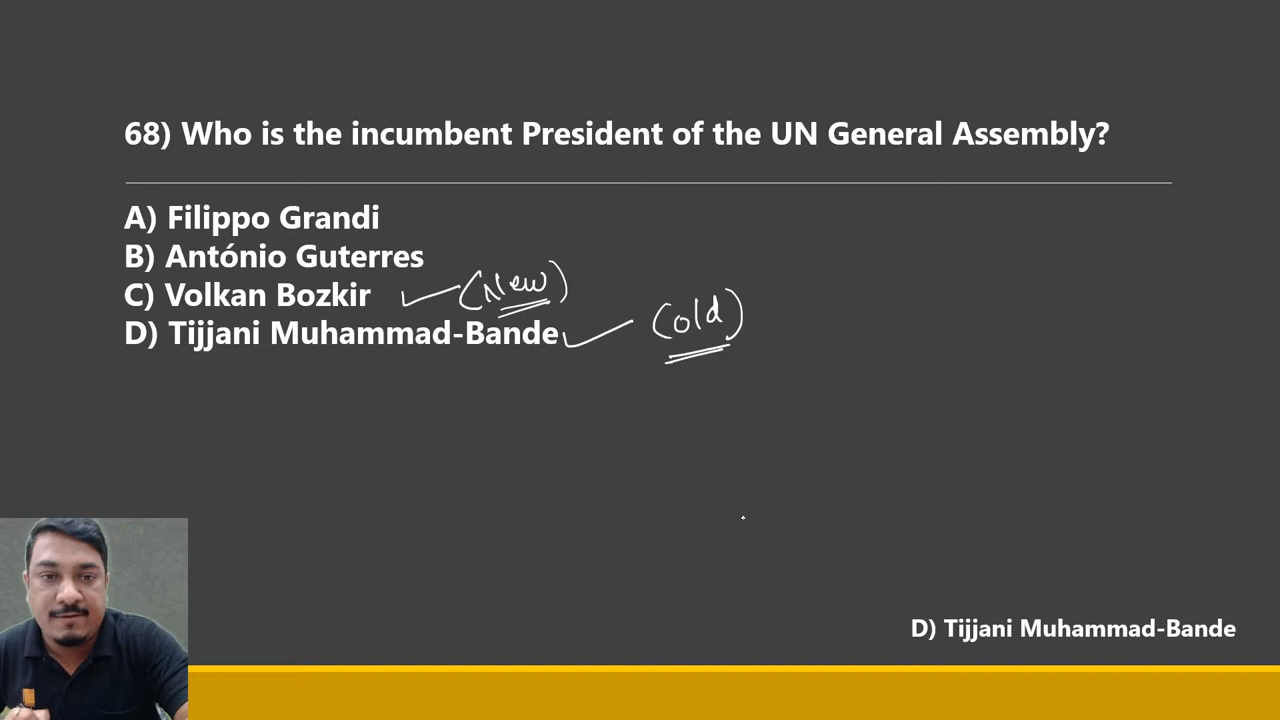 68) Who is the incumbent President of the UN General Assembly?
A) Filippo Grandi
B) António Guterres
C) Volkan Bozkir (New)
D) Tijjani Muhammad-Bande (old)
D) Tijjani Muhammad-Bande